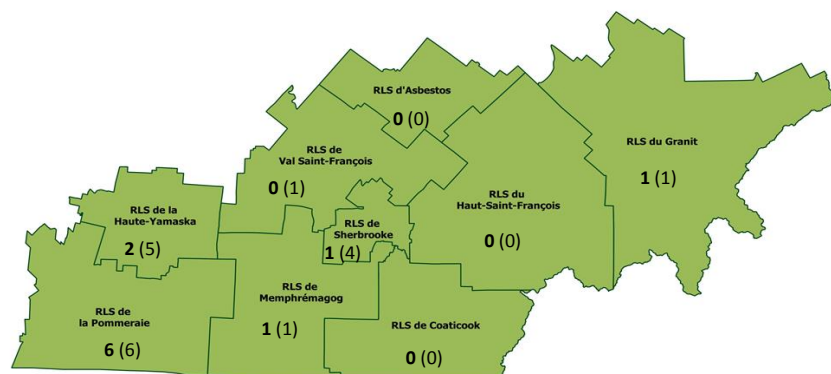 RLS d'Asbestos
0 (0)
RLS du Granit
1 (1)
RLS de
Val Saint-François
0 (1)
RLS du
Haut-Saint-François
0 (0)
RLS de la
Haute-Yamaska
2 (5)
RLS de
Sherbrooke
1 (4)
RLS de
Memphrémagog
1 (1)
RLS de
la Pommeraie
6 (6)
RLS de Coaticook
0 (0)